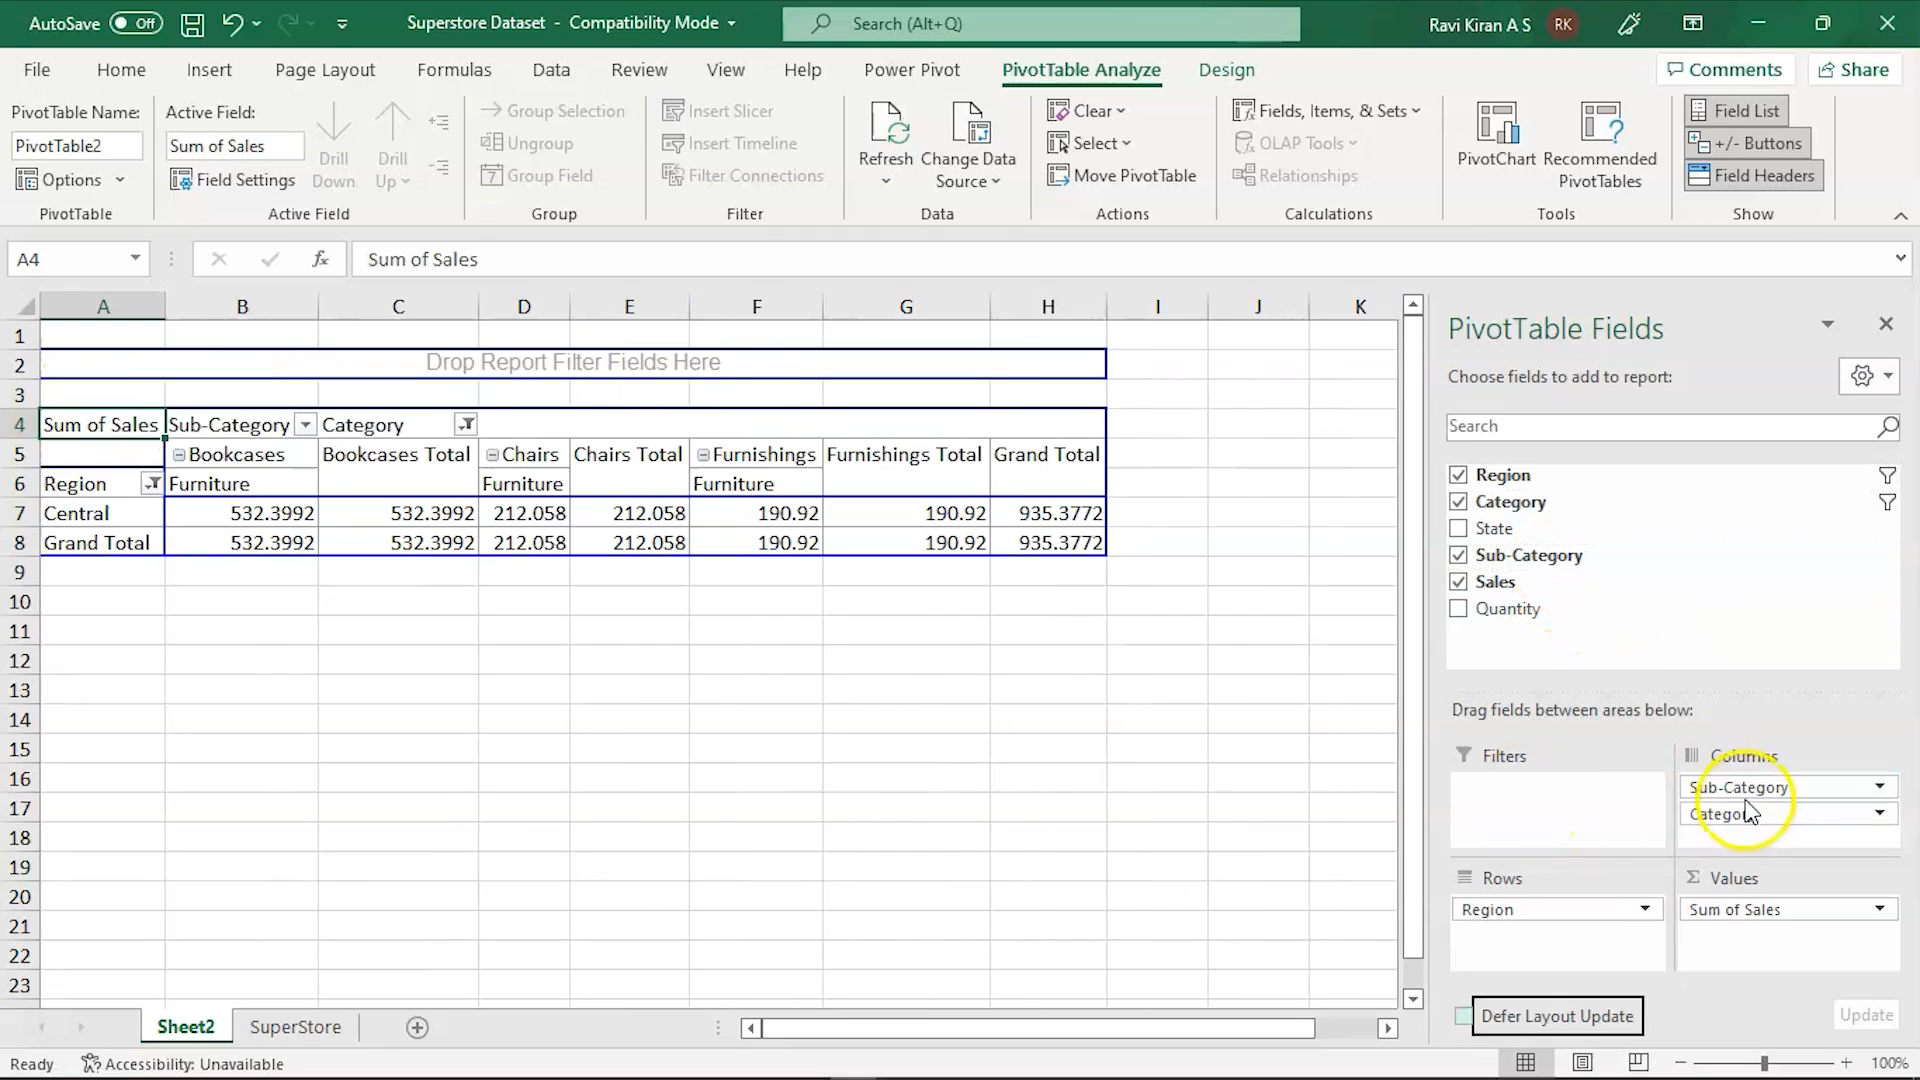 AutoSave Off Superstore Dataset - Compatibility Mode Search (Alt+Q) Ravi Kiran A S RK
File Home Insert Page Layout Formulas Data Review View Help Power Pivot PivotTable Analyze Design Comments Share
PivotTable Name:
PivotTable2
Options
PivotTable
Active Field:
Sum of Sales
Field Settings
Drill Down
Drill Up
Active Field
Group Selection
Ungroup
Group Field
Group
Insert Slicer
Insert Timeline
Filter Connections
Filter
Refresh
Change Data
Source
Data
Clear
Select
Move PivotTable
Actions
Fields, Items, & Sets
OLAP Tools
Relationships
Calculations
PivotChart
Recommended
PivotTables
Tools
Field List
+/- Buttons
Field Headers
Show
A4 fx Sum of Sales
A B C D E F G H I J K
1
2 Drop Report Filter Fields Here
3
4 Sum of Sales Sub-Category Category
5 Bookcases Bookcases Total Chairs Chairs Total Furnishings Furnishings Total Grand Total
6 Region Furniture Furniture Furniture
7 Central 532.3992 532.3992 212.058 212.058 190.92 190.92 935.3772
8 Grand Total 532.3992 532.3992 212.058 212.058 190.92 190.92 935.3772
9
10
11
12
13
14
15
16
17
18
19
20
21
22
23
PivotTable Fields
Choose fields to add to report:
Search
Region
Category
State
Sub-Category
Sales
Quantity
Drag fields between areas below:
Filters
Columns
Sub-Category
Category
Rows
Region
Values
Sum of Sales
Defer Layout Update Update
Sheet2 SuperStore
Ready Accessibility: Unavailable 100%